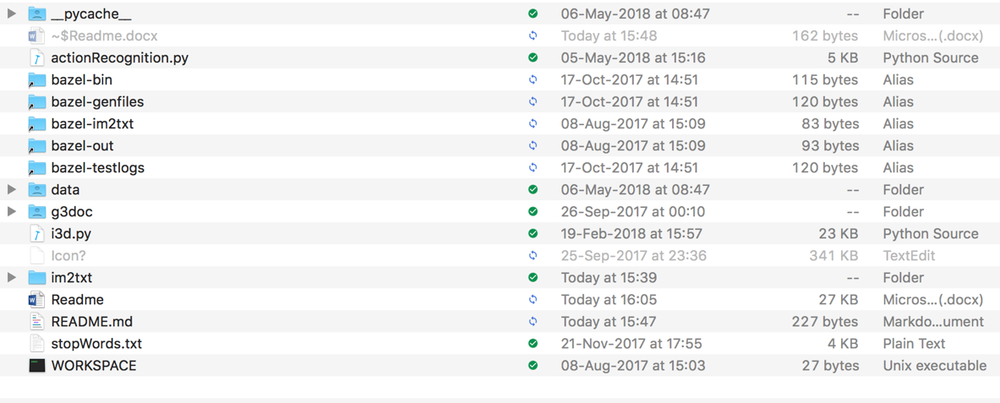 __pycache__ 06-May-2018 at 08:47 -- Folder
~$Readme.docx Today at 15:48 162 bytes Micros...(.docx)
actionRecognition.py 05-May-2018 at 15:16 5 KB Python Source
bazel-bin 17-Oct-2017 at 14:51 115 bytes Alias
bazel-genfiles 17-Oct-2017 at 14:51 120 bytes Alias
bazel-im2txt 08-Aug-2017 at 15:09 83 bytes Alias
bazel-out 08-Aug-2017 at 15:09 93 bytes Alias
bazel-testlogs 17-Oct-2017 at 14:51 120 bytes Alias
data 06-May-2018 at 08:47 -- Folder
g3doc 26-Sep-2017 at 00:10 -- Folder
i3d.py 19-Feb-2018 at 15:57 23 KB Python Source
Icon? 25-Sep-2017 at 23:36 341 KB TextEdit
im2txt Today at 15:39 -- Folder
Readme Today at 16:05 27 KB Micros...(.docx)
README.md Today at 15:47 227 bytes Markdo...ument
stopWords.txt 21-Nov-2017 at 17:55 4 KB Plain Text
WORKSPACE 08-Aug-2017 at 15:03 27 bytes Unix executable